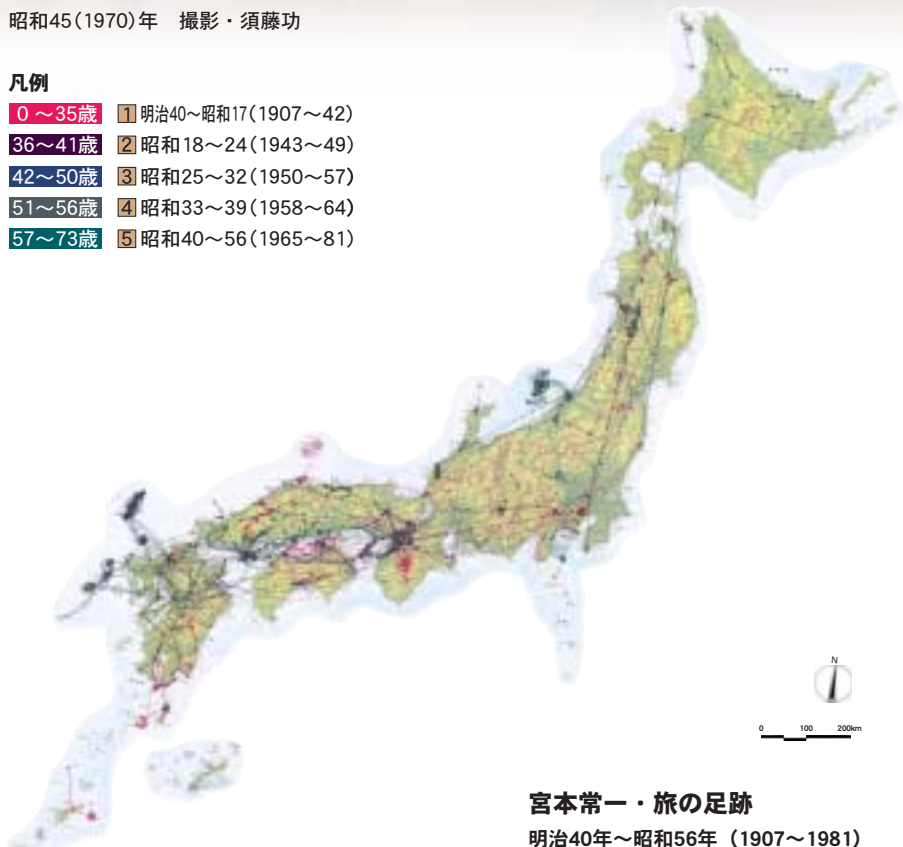 昭和45(1970)年　撮影・須藤功
凡例
0～35歳 1 明治40～昭和17(1907～42)
36～41歳 2 昭和18～24(1943～49)
42～50歳 3 昭和25～32(1950～57)
51～56歳 4 昭和33～39(1958～64)
57～73歳 5 昭和40～56(1965～81)
N
0 100 200km
宮本常一・旅の足跡
明治40年～昭和56年（1907～1981）